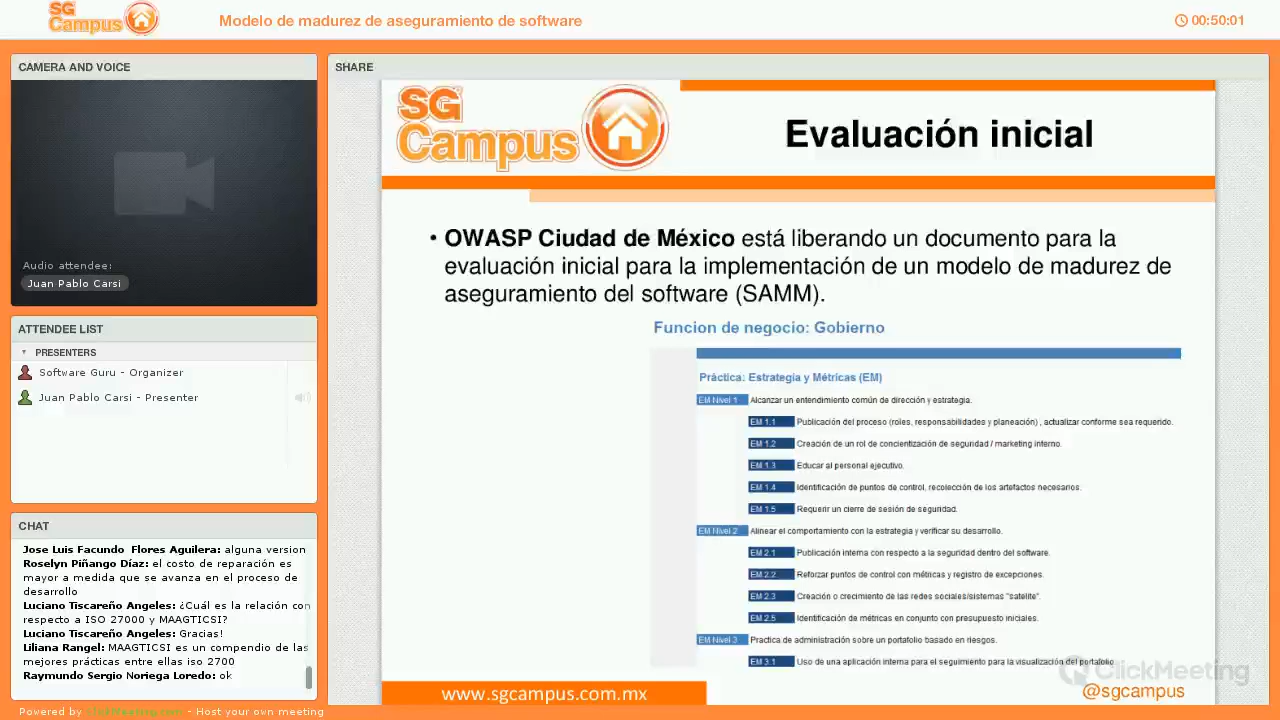 SG
Campus
Modelo de madurez de aseguramiento de software
00:50:01
CAMERA AND VOICE
Audio attendee:
Juan Pablo Carsi
ATTENDEE LIST
PRESENTERS
Software Guru - Organizer
Juan Pablo Carsi - Presenter
CHAT
Jose Luis Facundo Flores Aguilera: alguna version
Roselyn Piñango Díaz: el costo de reparación es
mayor a medida que se avanza en el proceso de
desarrollo
Luciano Tiscareño Angeles: ¿Cuál es la relación con
respecto a ISO 27000 y MAAGTICSI?
Luciano Tiscareño Angeles: Gracias!
Liliana Rangel: MAAGTICSI es un compendio de las
mejores prácticas entre ellas iso 2700
Raymundo Sergio Noriega Loredo: ok
Powered by ClickMeeting.com - Host your own meeting
SHARE
SG
Campus
Evaluación inicial
• OWASP Ciudad de México está liberando un documento para la
evaluación inicial para la implementación de un modelo de madurez de
aseguramiento del software (SAMM).
Funcion de negocio: Gobierno
Práctica: Estrategia y Métricas (EM)
EM Nivel 1 Alcanzar un entendimiento común de dirección y estrategia.
EM 1.1 Publicación del proceso (roles, responsabilidades y planeación) , actualizar conforme sea requerido.
EM 1.2 Creación de un rol de concientización de seguridad / marketing interno.
EM 1.3 Educar al personal ejecutivo.
EM 1.4 Identificación de puntos de control, recolección de los artefactos necesarios.
EM 1.5 Requerir un cierre de sesión de seguridad.
EM Nivel 2 Alinear el comportamiento con la estrategia y verificar su desarrollo.
EM 2.1 Publicación interna con respecto a la seguridad dentro del software.
EM 2.2 Reforzar puntos de control con métricas y registro de excepciones.
EM 2.3 Creación o crecimiento de las redes sociales/sistemas "satélite".
EM 2.5 Identificación de métricas en conjunto con presupuesto iniciales.
EM Nivel 3 Practica de administración sobre un portafolio basado en riesgos.
EM 3.1 Uso de una aplicación interna para el seguimiento para la visualización del portafolio
ClickMeeting
www.sgcampus.com.mx
@sgcampus